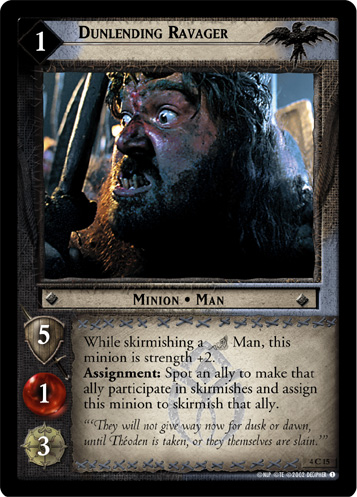 1
Dunlending Ravager
Minion • Man
5
While skirmishing a Man, this
minion is strength +2.
1
Assignment: Spot an ally to make that
ally participate in skirmishes and assign
this minion to skirmish that ally.
3
“‘They will not give way now for dusk or dawn,
until Théoden is taken, or they themselves are slain.’”
4 C 15